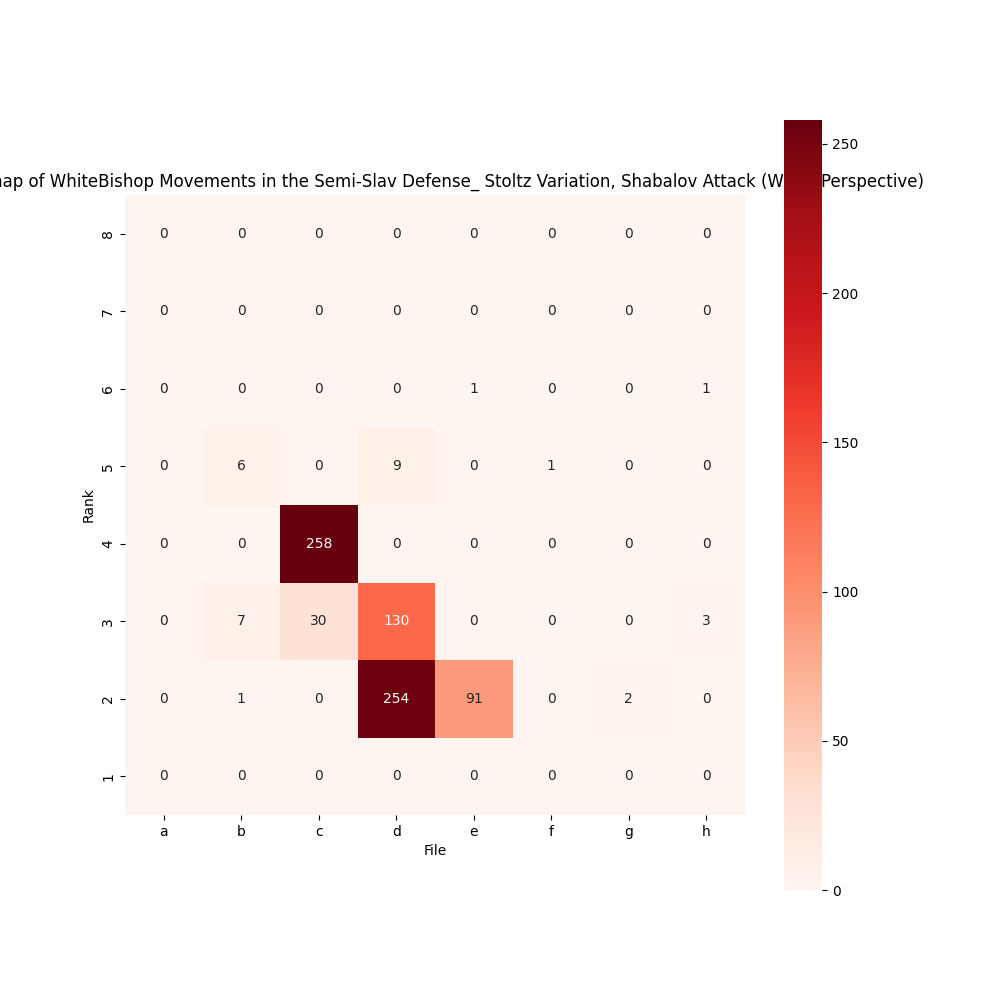 ap of WhiteBishop Movements in the Semi-Slav Defense_ Stoltz Variation, Shabalov Attack (W Perspective)
250
8 0 0 0 0 0 0 0 0
7 0 0 0 0 0 0 0 0
200
6 0 0 0 0 1 0 0 1
150
5 0 6 0 9 0 1 0 0
Rank
4 0 0 258 0 0 0 0 0
100
3 0 7 30 130 0 0 0 3
2 0 1 0 254 91 0 2 0
50
1 0 0 0 0 0 0 0 0
a b c d e f g h
File
0